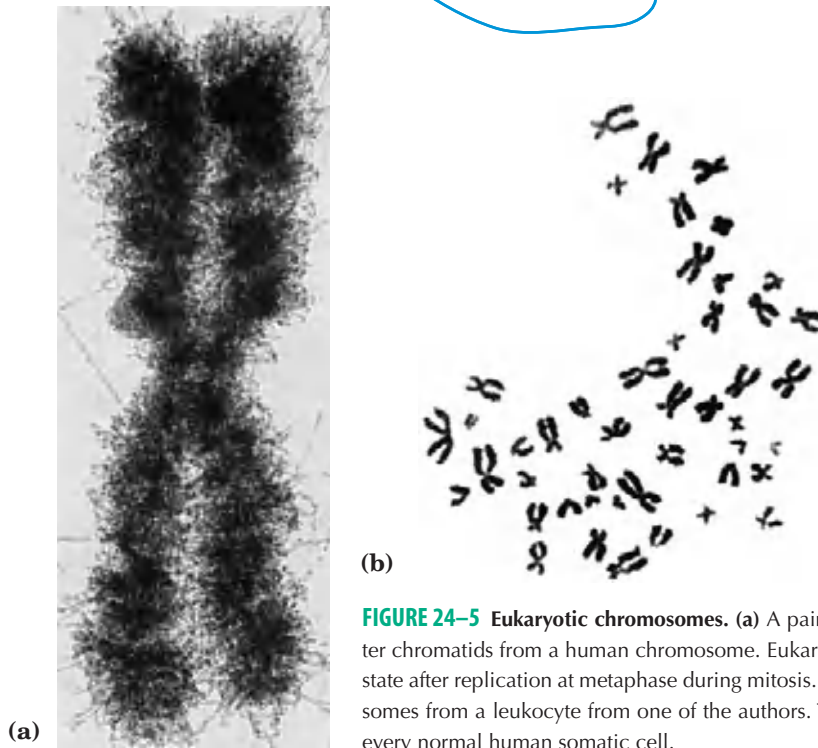 (a)
(b)
FIGURE 24–5 Eukaryotic chromosomes. (a) A pair
ter chromatids from a human chromosome. Eukar
state after replication at metaphase during mitosis.
somes from a leukocyte from one of the authors.
every normal human somatic cell.